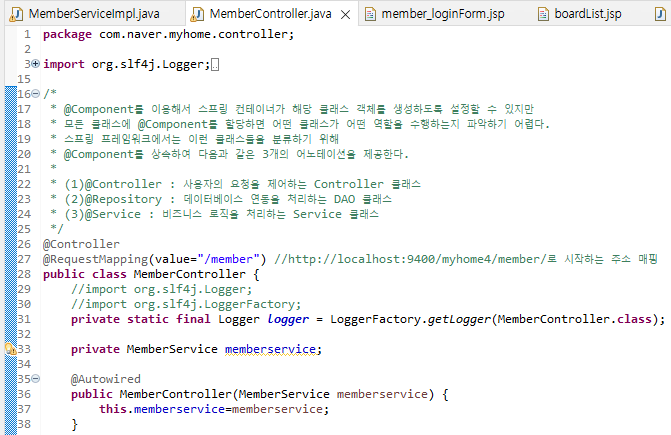 MemberServiceImpl.java MemberController.java member_loginForm.jsp boardList.jsp
1 package com.naver.myhome.controller;
2
3 import org.slf4j.Logger;
15
16 /*
17 * @Component를 이용해서 스프링 컨테이너가 해당 클래스 객체를 생성하도록 설정할 수 있지만
18 * 모든 클래스에 @Component를 할당하면 어떤 클래스가 어떤 역할을 수행하는지 파악하기 어렵다.
19 * 스프링 프레임워크에서는 이런 클래스들을 분류하기 위해
20 * @Component를 상속하여 다음과 같은 3개의 어노테이션을 제공한다.
21 *
22 * (1)@Controller : 사용자의 요청을 제어하는 Controller 클래스
23 * (2)@Repository : 데이터베이스 연동을 처리하는 DAO 클래스
24 * (3)@Service : 비즈니스 로직을 처리하는 Service 클래스
25 */
26 @Controller
27 @RequestMapping(value="/member") //http://localhost:9400/myhome4/member/로 시작하는 주소 매핑
28 public class MemberController {
29 //import org.slf4j.Logger;
30 //import org.slf4j.LoggerFactory;
31 private static final Logger logger = LoggerFactory.getLogger(MemberController.class);
32
33 private MemberService memberservice;
34
35 @Autowired
36 public MemberController(MemberService memberservice) {
37 this.memberservice=memberservice;
38 }